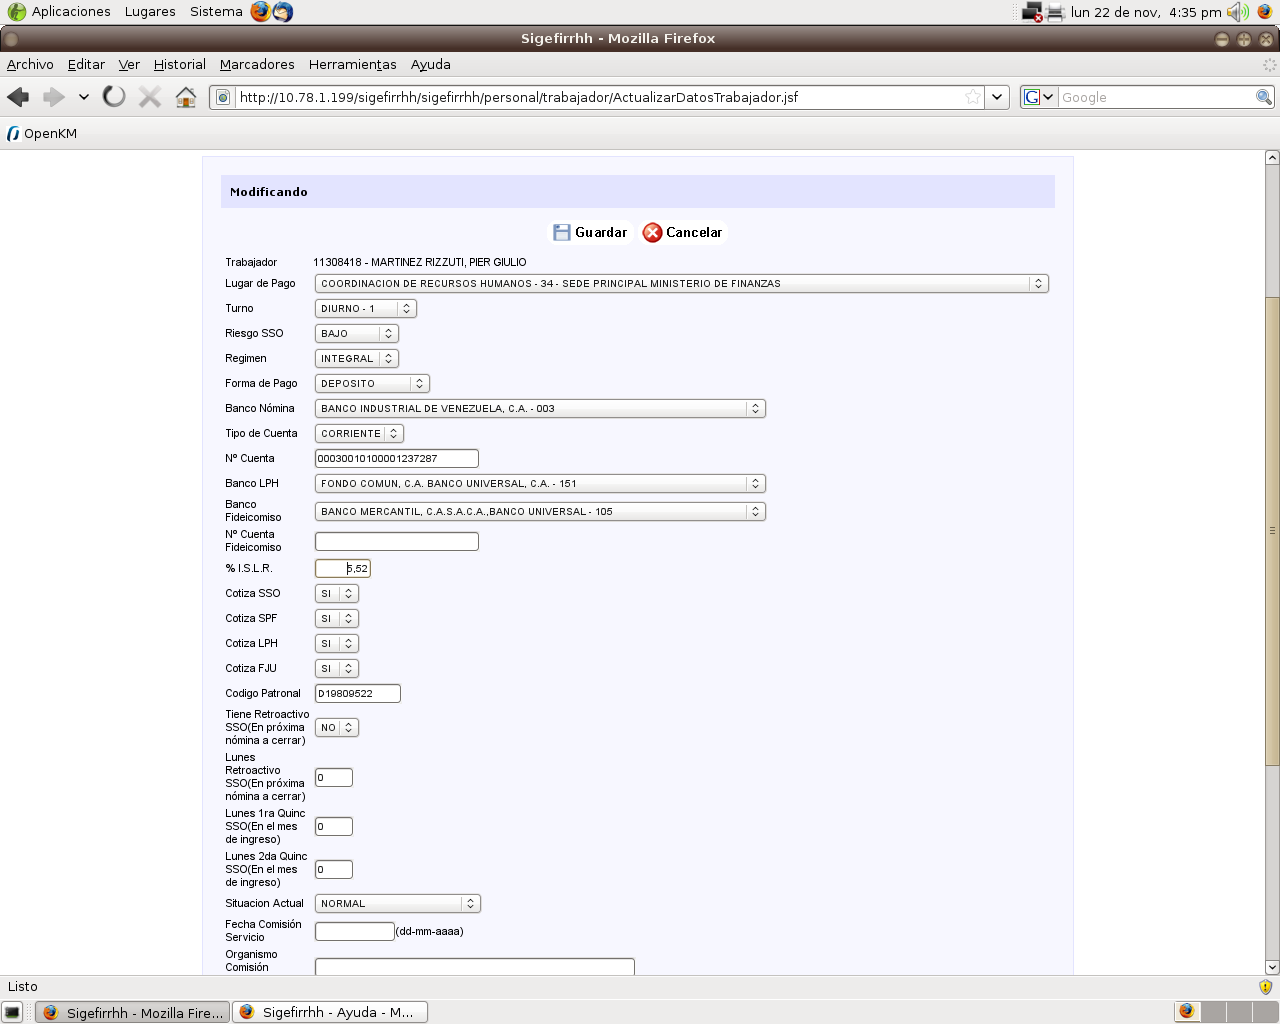 Aplicaciones Lugares Sistema lun 22 de nov, 4:35 pm
Sigefirrhh - Mozilla Firefox
Archivo Editar Ver Historial Marcadores Herramientas Ayuda
http://10.78.1.199/sigefirrhh/sigefirrhh/personal/trabajador/ActualizarDatosTrabajador.jsf G Google
OpenKM
Modificando
Guardar Cancelar
Trabajador 11308418 - MARTINEZ RIZZUTI, PIER GIULIO
Lugar de Pago COORDINACION DE RECURSOS HUMANOS - 34 - SEDE PRINCIPAL MINISTERIO DE FINANZAS
Turno DIURNO - 1
Riesgo SSO BAJO
Regimen INTEGRAL
Forma de Pago DEPOSITO
Banco Nómina BANCO INDUSTRIAL DE VENEZUELA, C.A. - 003
Tipo de Cuenta CORRIENTE
Nº Cuenta 00030010100001237287
Banco LPH FONDO COMUN, C.A. BANCO UNIVERSAL, C.A. - 151
Banco
Fideicomiso BANCO MERCANTIL, C.A.S.A.C.A.,BANCO UNIVERSAL - 105
Nº Cuenta
Fideicomiso
% I.S.L.R. 5,52
Cotiza SSO SI
Cotiza SPF SI
Cotiza LPH SI
Cotiza FJU SI
Codigo Patronal D19809522
Tiene Retroactivo
SSO(En próxima NO
nómina a cerrar)
Lunes
Retroactivo
SSO(En próxima 0
nómina a cerrar)
Lunes 1ra Quinc
SSO(En el mes 0
de ingreso)
Lunes 2da Quinc
SSO(En el mes 0
de ingreso)
Situacion Actual NORMAL
Fecha Comisión
Servicio (dd-mm-aaaa)
Organismo
Comisión
Listo
Sigefirrhh - Mozilla Fire... Sigefirrhh - Ayuda - M...